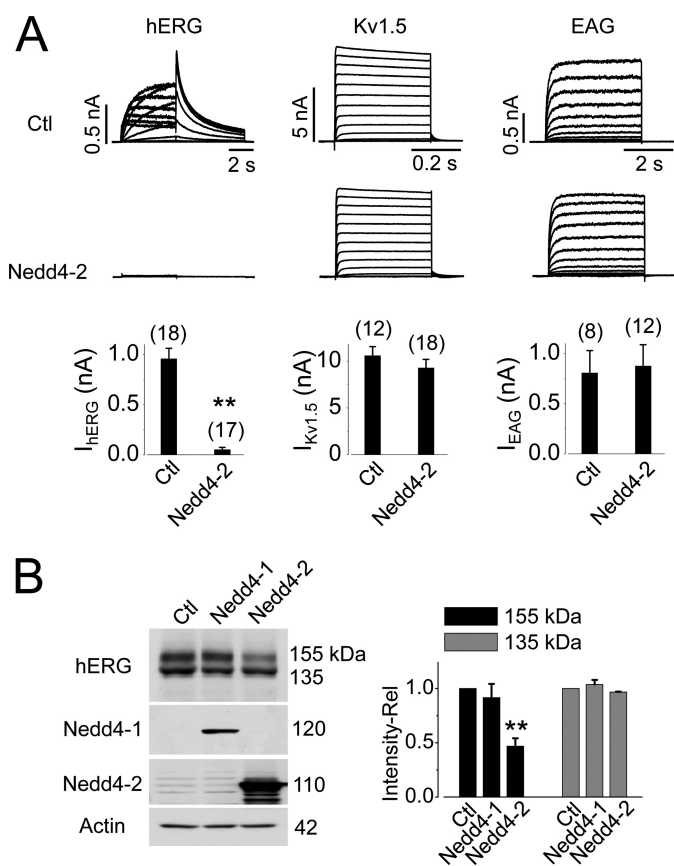 A
hERG Kv1.5 EAG
Ctl
0.5 nA
2 s
5 nA
0.2 s
0.5 nA
2 s
Nedd4-2
IhERG (nA)
1.0
0.5
0.0
(18)
**
(17)
Ctl
Nedd4-2
IKv1.5 (nA)
10
5
0
(12)
(18)
Ctl
Nedd4-2
IEAG (nA)
1.0
0.5
0.0
(8)
(12)
Ctl
Nedd4-2
B
Ctl Nedd4-1 Nedd4-2
hERG 155 kDa
135
Nedd4-1 120
Nedd4-2 110
Actin 42
155 kDa
135 kDa
Intensity-Rel
1.0
0.5
0.0
**
Ctl
Nedd4-1
Nedd4-2
Ctl
Nedd4-1
Nedd4-2